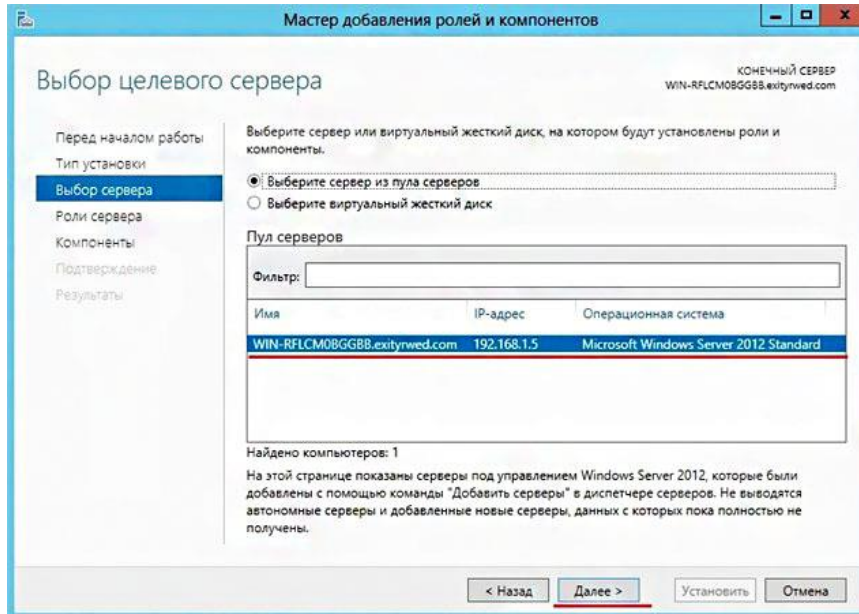 Мастер добавления ролей и компонентов
Выбор целевого сервера
КОНЕЧНЫЙ СЕРВЕР
WIN-RFLCM0BGGBB.exityrwed.com
Перед началом работы
Тип установки
Выбор сервера
Роли сервера
Компоненты
Подтверждение
Результаты
Выберите сервер или виртуальный жесткий диск, на котором будут установлены роли и
компоненты.
Выберите сервер из пула серверов
Выберите виртуальный жесткий диск
Пул серверов
Фильтр:
Имя IP-адрес Операционная система
WIN-RFLCM0BGGBB.exityrwed.com 192.168.1.5 Microsoft Windows Server 2012 Standard
Найдено компьютеров: 1
На этой странице показаны серверы под управлением Windows Server 2012, которые были
добавлены с помощью команды "Добавить серверы" в диспетчере серверов. Не выводятся
автономные серверы и добавленные новые серверы, данных с которых пока полностью не
получены.
< Назад Далее > Установить Отмена